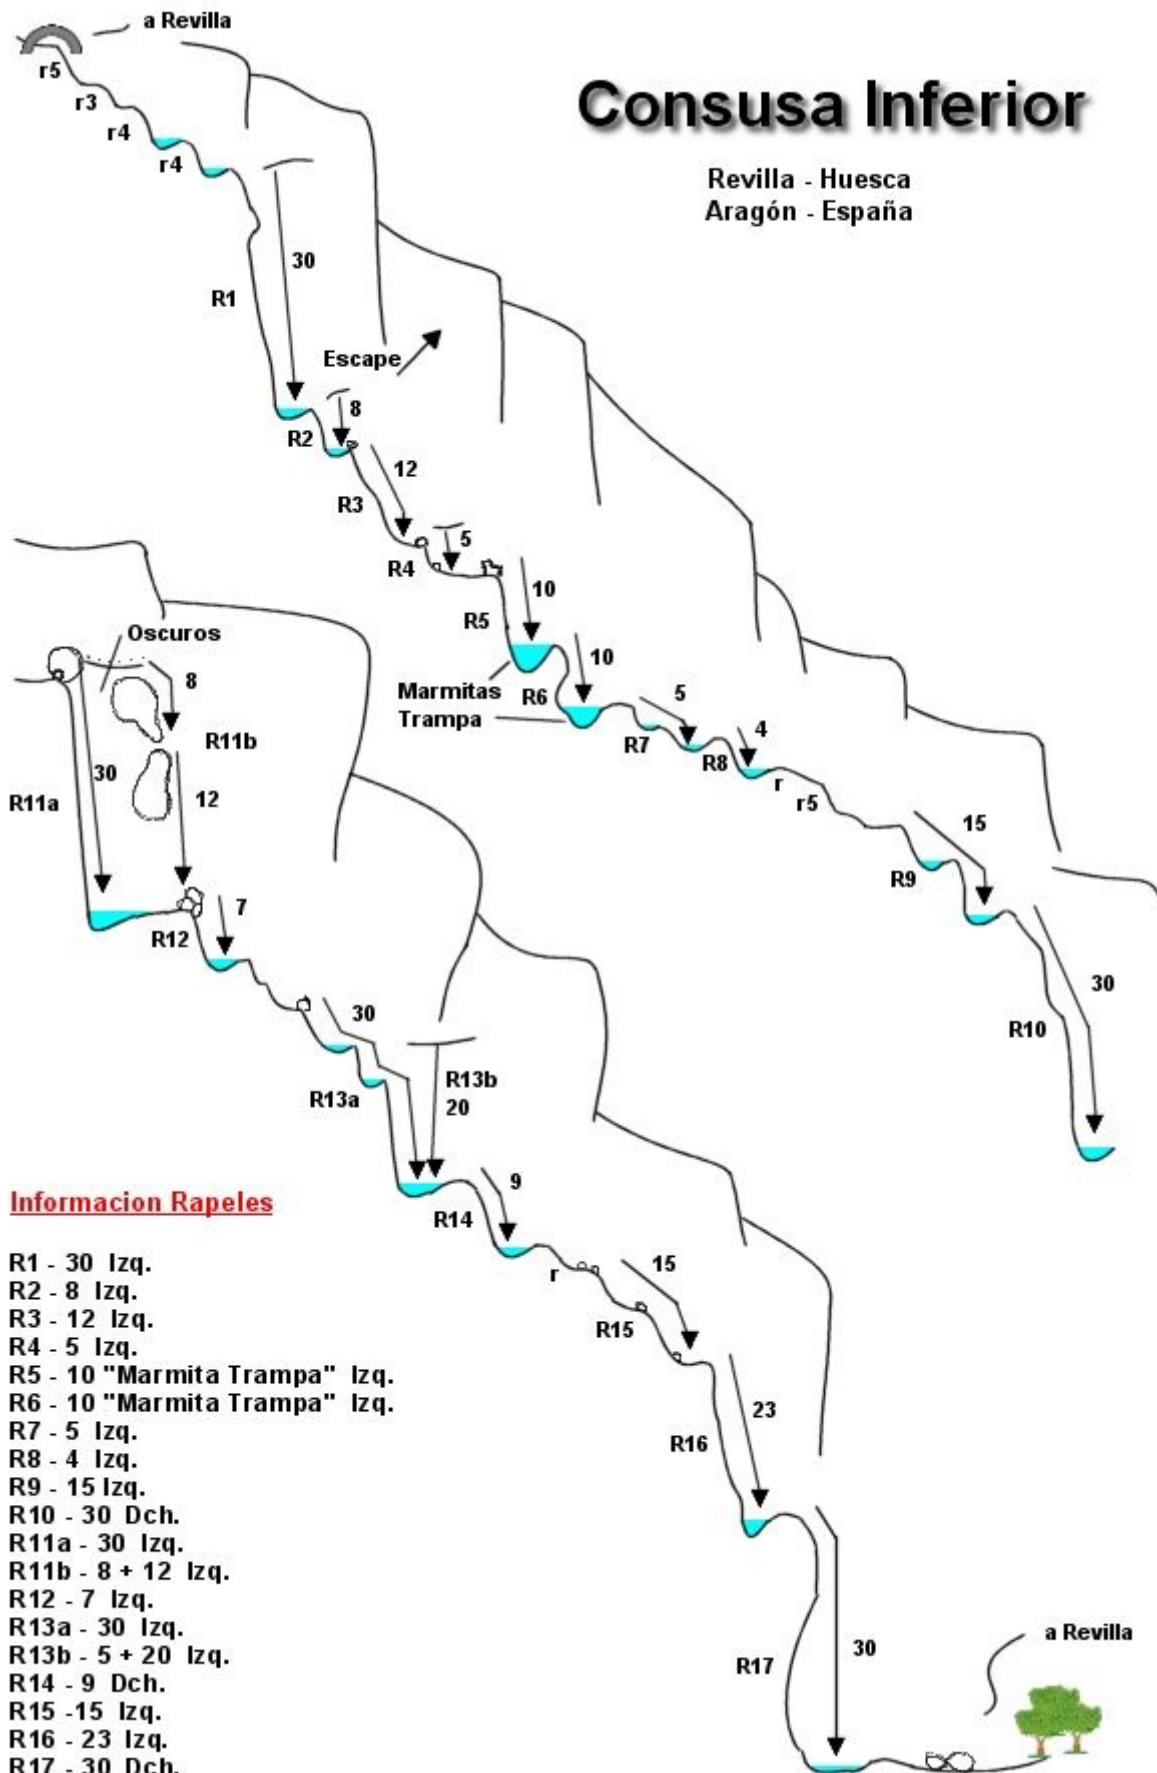 a Revilla
Consusa Inferior
Revilla - Huesca
Aragón - España
r5
r3
r4
r4
30
R1
Escape
8
R2
12
R3
5
R4
10
R5
10
Marmitas
Trampa
R6
5
R7
4
R8
r
r5
15
R9
30
R10
Oscuros
8
R11b
30
12
R11a
7
R12
30
R13b
20
R13a
9
R14
r
15
R15
23
R16
30
R17
a Revilla
Informacion Rapeles
R1 - 30 Izq.
R2 - 8 Izq.
R3 - 12 Izq.
R4 - 5 Izq.
R5 - 10 "Marmita Trampa" Izq.
R6 - 10 "Marmita Trampa" Izq.
R7 - 5 Izq.
R8 - 4 Izq.
R9 - 15 Izq.
R10 - 30 Dch.
R11a - 30 Izq.
R11b - 8 + 12 Izq.
R12 - 7 Izq.
R13a - 30 Izq.
R13b - 5 + 20 Izq.
R14 - 9 Dch.
R15 -15 Izq.
R16 - 23 Izq.
R17 - 30 Dch.